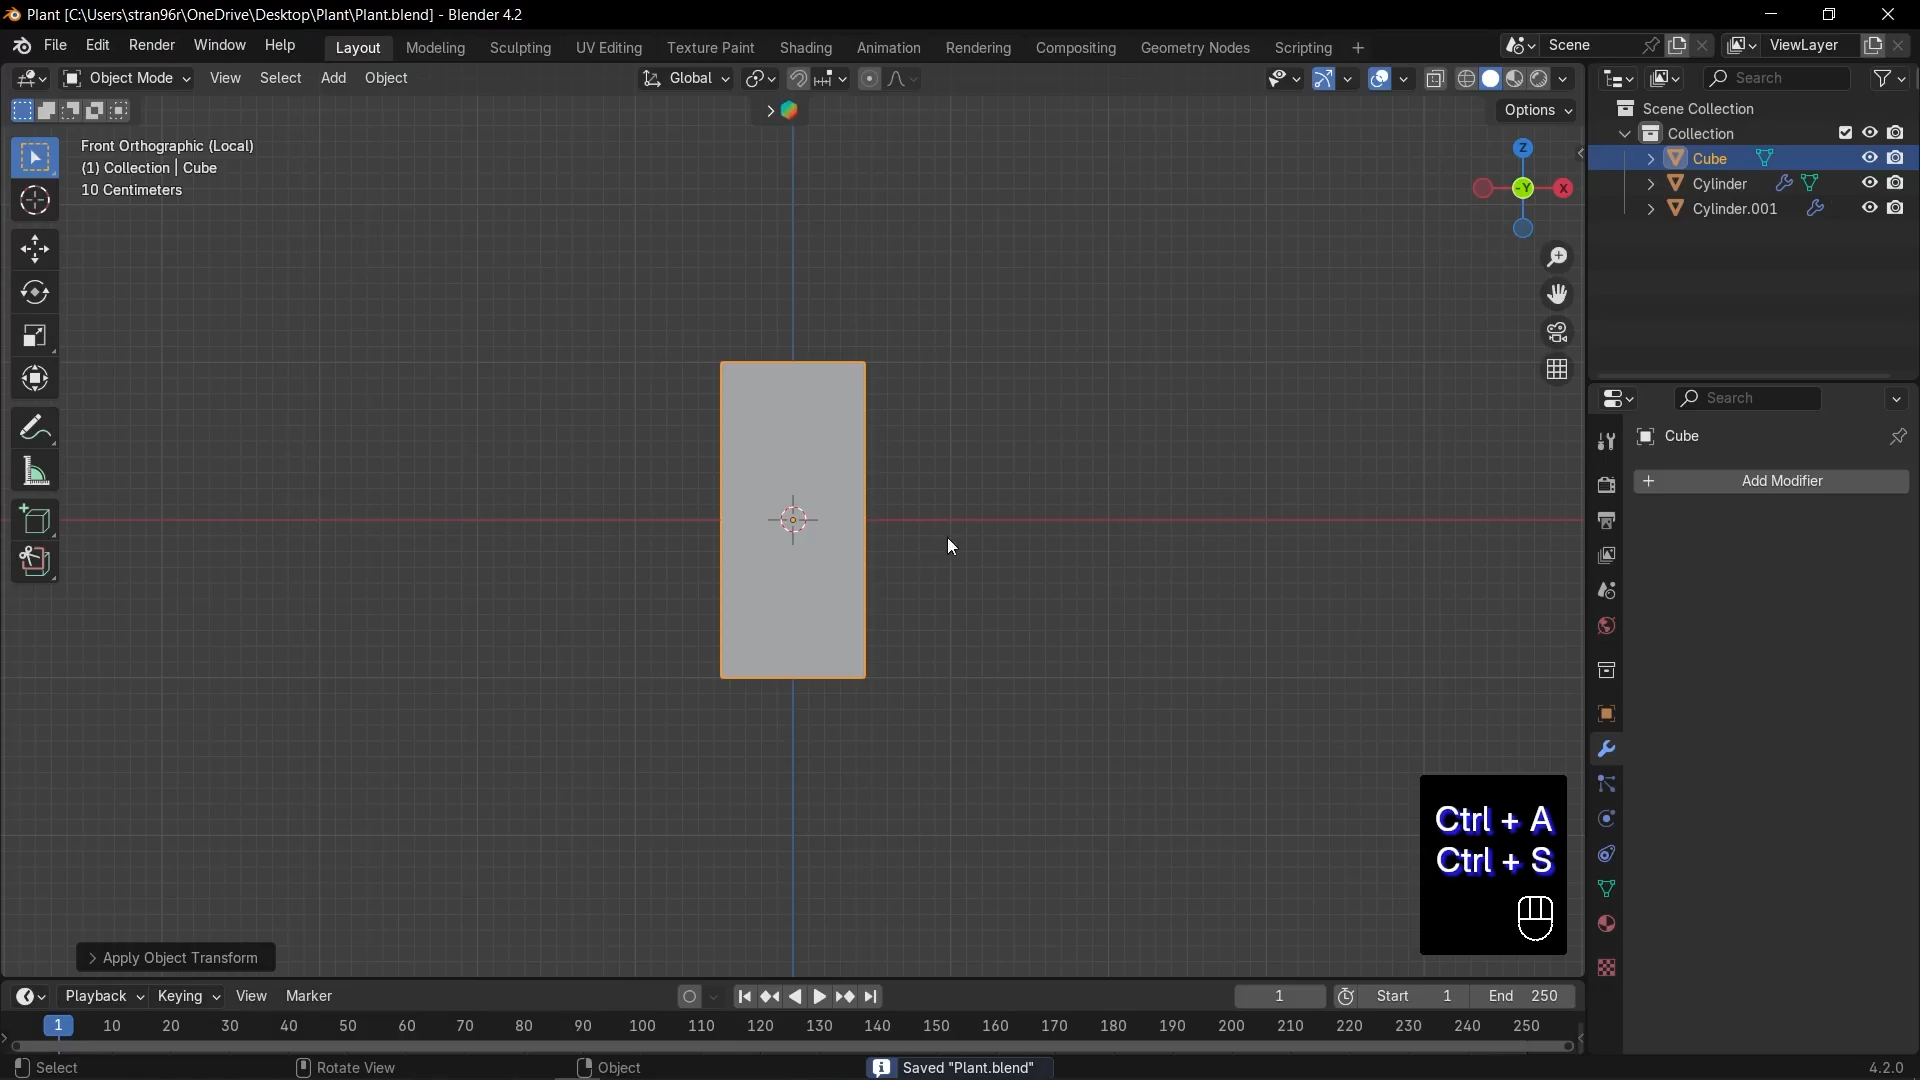 Plant [C:\Users\stran96r\OneDrive\Desktop\Plant\Plant.blend] - Blender 4.2
File Edit Render Window Help Layout Modeling Sculpting UV Editing Texture Paint Shading Animation Rendering Compositing Geometry Nodes Scripting + Scene ViewLayer
Object Mode View Select Add Object Global Search
Options
Front Orthographic (Local)
(1) Collection | Cube
10 Centimeters
Z
-Y
X
Scene Collection
Collection
Cube
Cylinder
Cylinder.001
Search
Cube
+ Add Modifier
Ctrl + A
Ctrl + S
> Apply Object Transform
Playback Keying View Marker 1 Start 1 End 250
1 10 20 30 40 50 60 70 80 90 100 110 120 130 140 150 160 170 180 190 200 210 220 230 240 250
Select Rotate View Object Saved "Plant.blend" 4.2.0